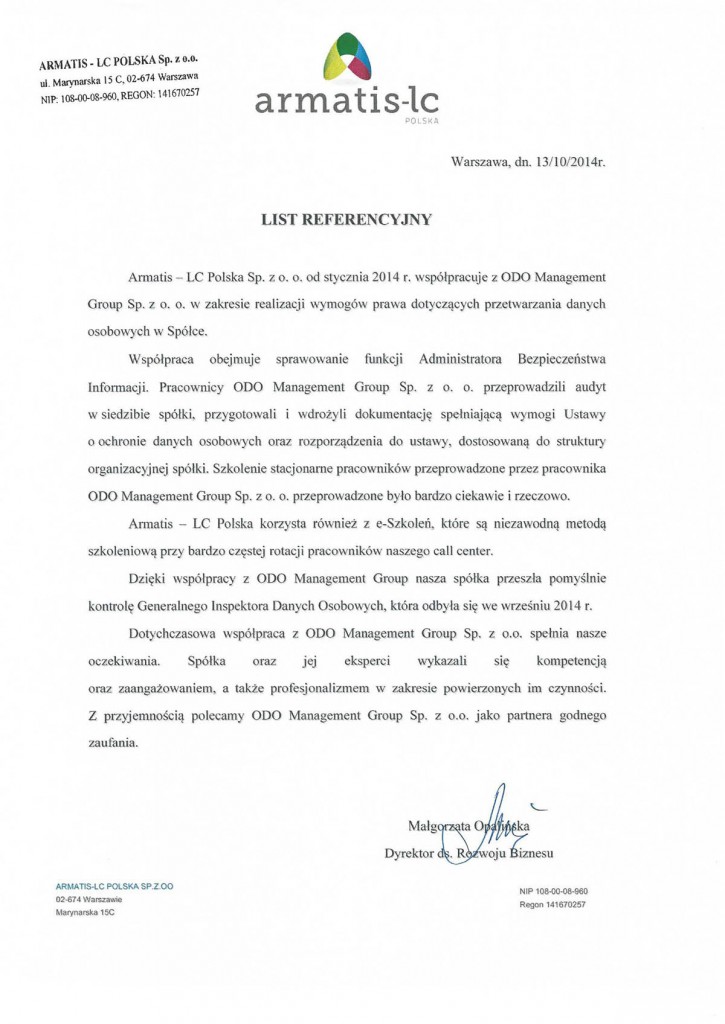 ARMATIS - LC POLSKA Sp. z o.o.
ul. Marynarska 15 C, 02-674 Warszawa
NIP: 108-00-08-960, REGON: 141670257
armatis-lc
POLSKA
Warszawa, dn. 13/10/2014r.
LIST REFERENCYJNY
Armatis – LC Polska Sp. z o. o. od stycznia 2014 r. współpracuje z ODO Management
Group Sp. z o. o. w zakresie realizacji wymogów prawa dotyczących przetwarzania danych
osobowych w Spółce.
Współpraca obejmuje sprawowanie funkcji Administratora Bezpieczeństwa
Informacji. Pracownicy ODO Management Group Sp. z o. o. przeprowadzili audyt
w siedzibie spółki, przygotowali i wdrożyli dokumentację spełniającą wymogi Ustawy
o ochronie danych osobowych oraz rozporządzenia do ustawy, dostosowaną do struktury
organizacyjnej spółki. Szkolenie stacjonarne pracowników przeprowadzone przez pracownika
ODO Management Group Sp. z o. o. przeprowadzone było bardzo ciekawie i rzeczowo.
Armatis – LC Polska korzysta również z e-Szkoleń, które są niezawodną metodą
szkoleniową przy bardzo częstej rotacji pracowników naszego call center.
Dzięki współpracy z ODO Management Group nasza spółka przeszła pomyślnie
kontrolę Generalnego Inspektora Danych Osobowych, która odbyła się we wrześniu 2014 r.
Dotychczasowa współpraca z ODO Management Group Sp. z o.o. spełnia nasze
oczekiwania. Spółka oraz jej eksperci wykazali się kompetencją
oraz zaangażowaniem, a także profesjonalizmem w zakresie powierzonych im czynności.
Z przyjemnością polecamy ODO Management Group Sp. z o.o. jako partnera godnego
zaufania.
Małgorzata Opalińska
Dyrektor ds. Rozwoju Biznesu
ARMATIS-LC POLSKA SP.Z.OO
02-674 Warszawie
Marynarska 15C
NIP 108-00-08-960
Regon 141670257